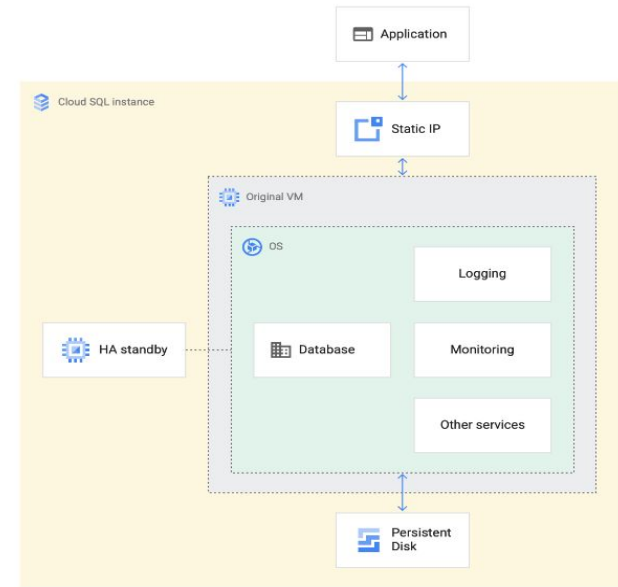 Application
Cloud SQL instance
Static IP
Original VM
OS
Logging
HA standby
Database
Monitoring
Other services
Persistent
Disk